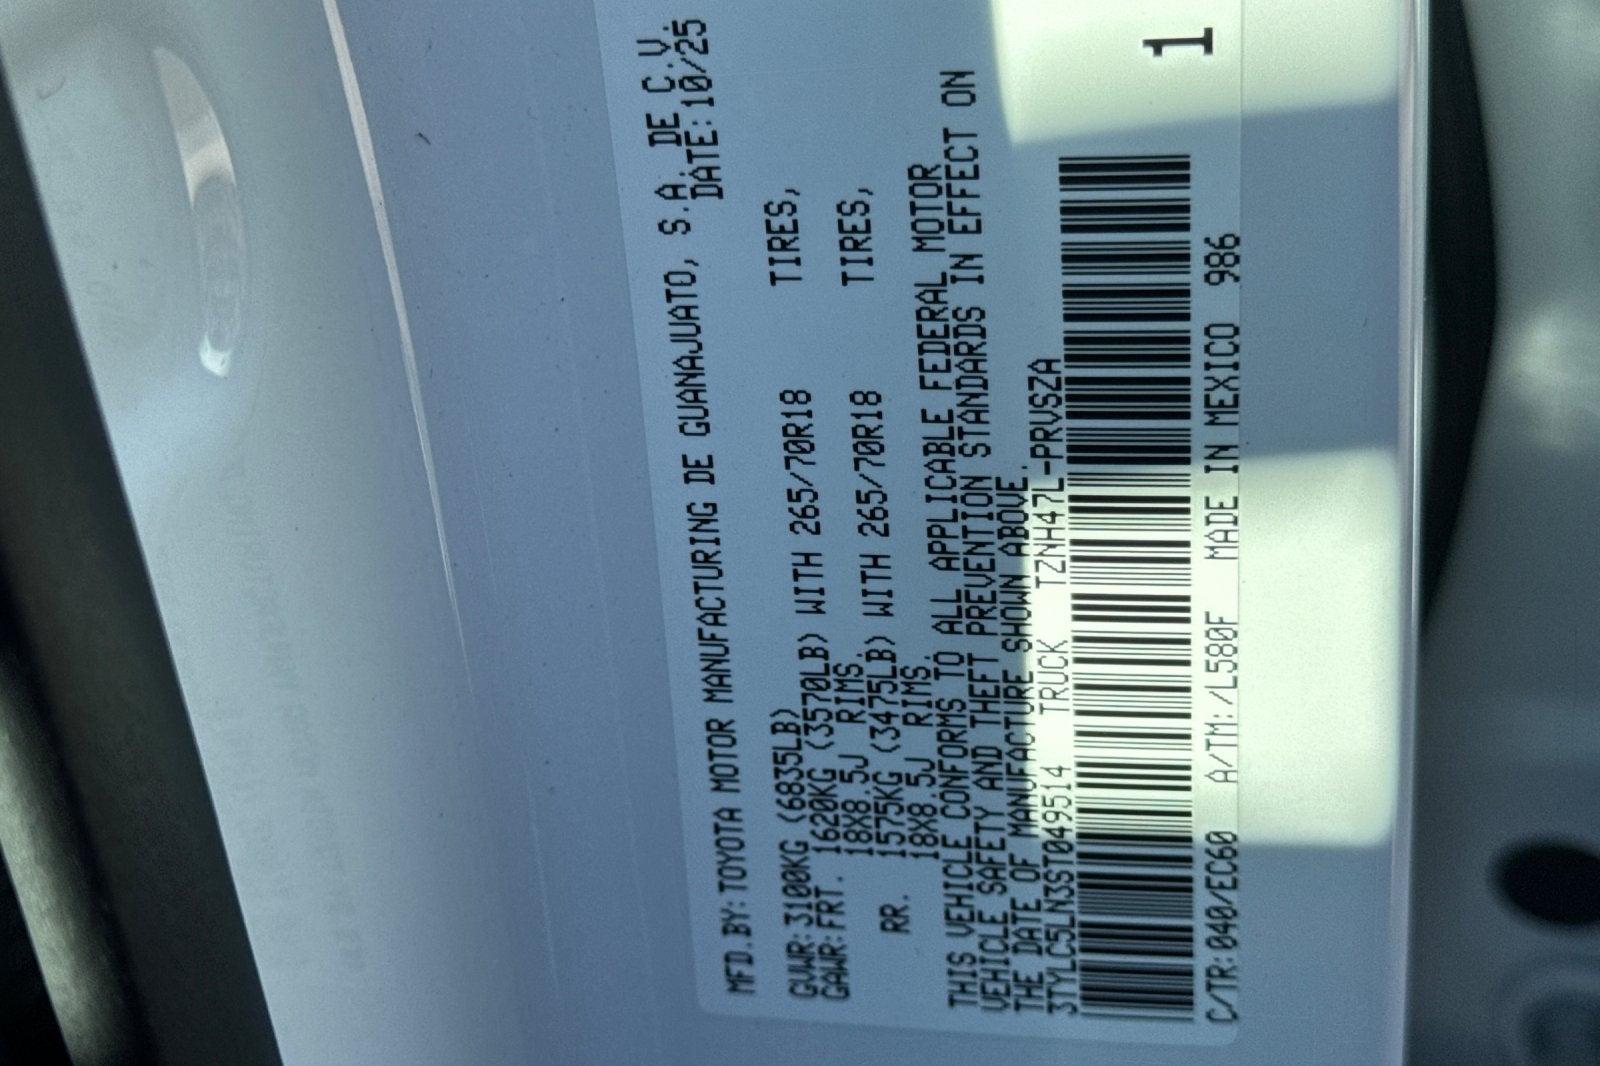 MFD.BY:TOYOTA MOTOR MANUFACTURING DE GUANAJUATO, S.A. DE C.V.
DATE:10/25
GVWR:3100KG (6835LB)
GAWR:FRT. 1620KG (3570LB) WITH 265/70R18 TIRES,
18X8.5J RIMS.
RR. 1575KG (3475LB) WITH 265/70R18 TIRES,
18X8.5J RIMS.
THIS VEHICLE CONFORMS TO ALL APPLICABLE FEDERAL MOTOR
VEHICLE SAFETY AND THEFT PREVENTION STANDARDS IN EFFECT ON
THE DATE OF MANUFACTURE SHOWN ABOVE.
3TYLC5LN3ST049514 TRUCK TZNH47L-PRVSZA
C/TR:040/EC60 A/TM:/L580F MADE IN MEXICO 986
1